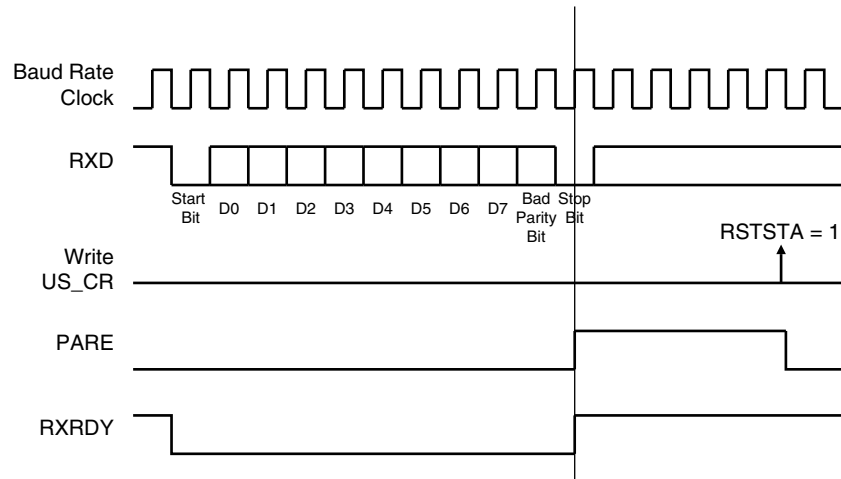 Baud Rate
Clock
RXD
Start
Bit
D0 D1 D2 D3 D4 D5 D6 D7
Bad
Parity
Bit
Stop
Bit
RSTSTA = 1
Write
US_CR
PARE
RXRDY